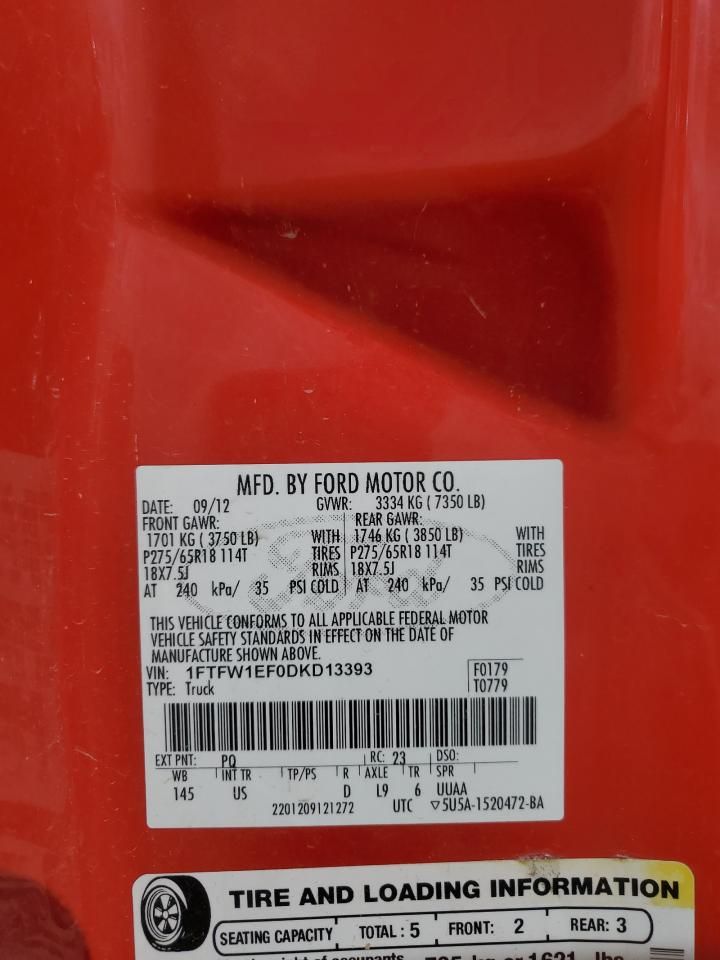 MFD. BY FORD MOTOR CO.
DATE: 09/12 GVWR: 3334 KG ( 7350 LB)
FRONT GAWR: REAR GAWR:
1701 KG ( 3750 LB) WITH 1746 KG ( 3850 LB) WITH
P275/65R18 114T TIRES P275/65R18 114T TIRES
18X7.5J RIMS 18X7.5J RIMS
AT 240 kPa/ 35 PSI COLD AT 240 kPa/ 35 PSI COLD
THIS VEHICLE CONFORMS TO ALL APPLICABLE FEDERAL MOTOR
VEHICLE SAFETY STANDARDS IN EFFECT ON THE DATE OF
MANUFACTURE SHOWN ABOVE.
VIN: 1FTFW1EF0DKD13393 F0179
TYPE: Truck T0779
EXT PNT: PQ RC: 23 DSO:
WB INT TR TP/PS R AXLE TR SPR
145 US D L9 6 UUAA
2201209121272 UTC ▽5U5A-1520472-BA
TIRE AND LOADING INFORMATION
SEATING CAPACITY TOTAL : 5 FRONT: 2 REAR: 3
of occupants kg or 1621 lbs